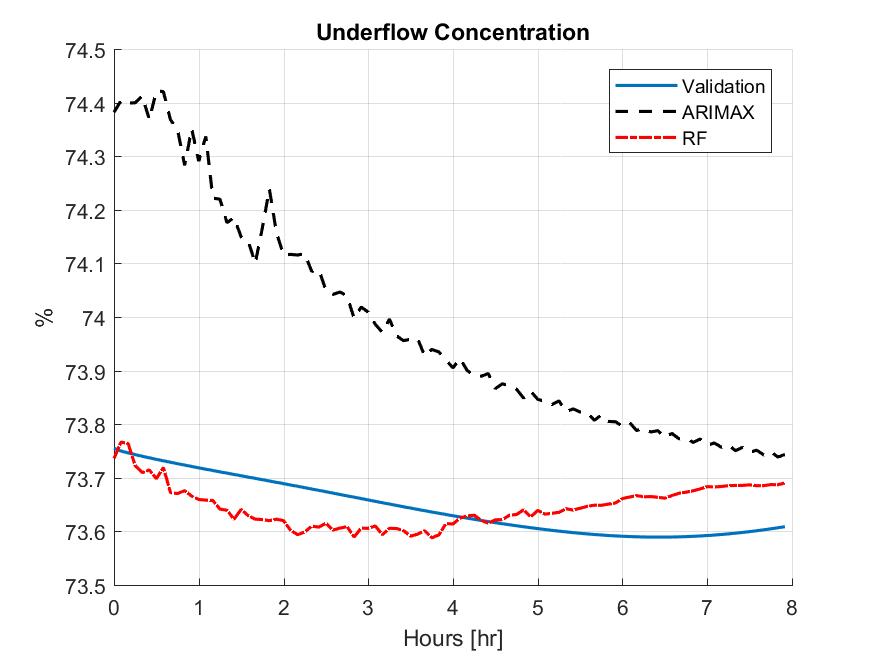 Underflow Concentration
74.5
74.4
74.3
74.2
74.1
74
73.9
73.8
73.7
73.6
73.5
%
Validation
ARIMAX
RF
0 1 2 3 4 5 6 7 8
Hours [hr]